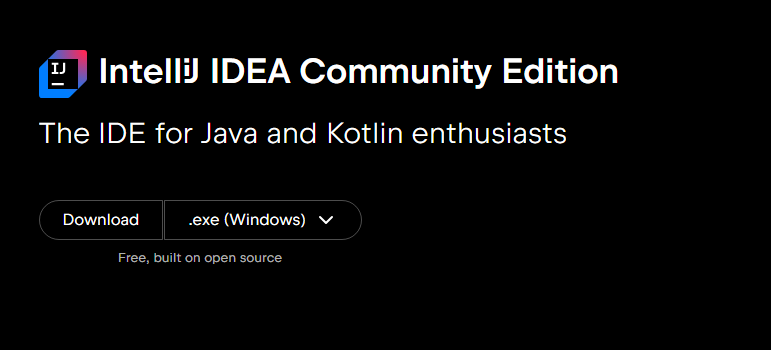 IJ
IntelliJ IDEA Community Edition
The IDE for Java and Kotlin enthusiasts
Download
.exe (Windows)
Free, built on open source